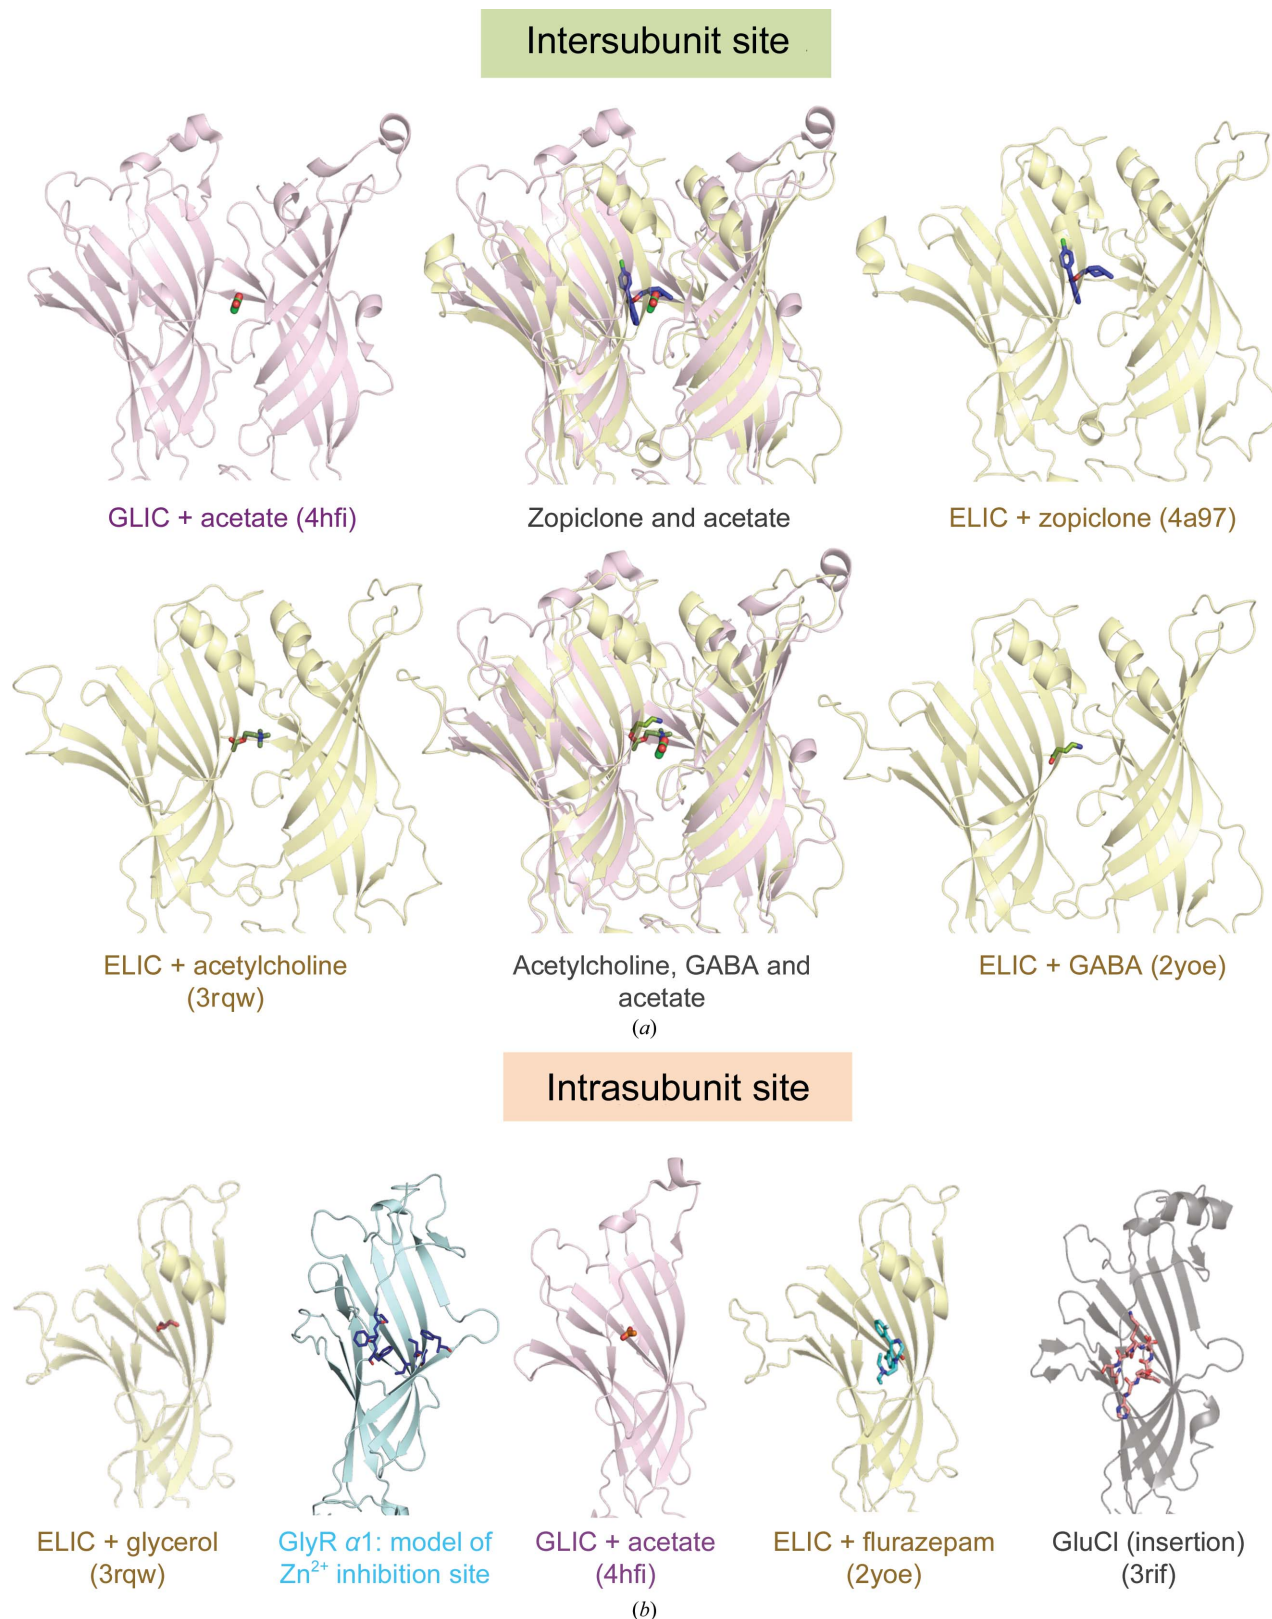 Intersubunit site
GLIC + acetate (4hfi)
Zopiclone and acetate
ELIC + zopiclone (4a97)
ELIC + acetylcholine
(3rqw)
Acetylcholine, GABA and
acetate
ELIC + GABA (2yoe)
(a)
Intrasubunit site
ELIC + glycerol
(3rqw)
GlyR α1: model of
Zn²⁺ inhibition site
GLIC + acetate
(4hfi)
ELIC + flurazepam
(2yoe)
GluCl (insertion)
(3rif)
(b)